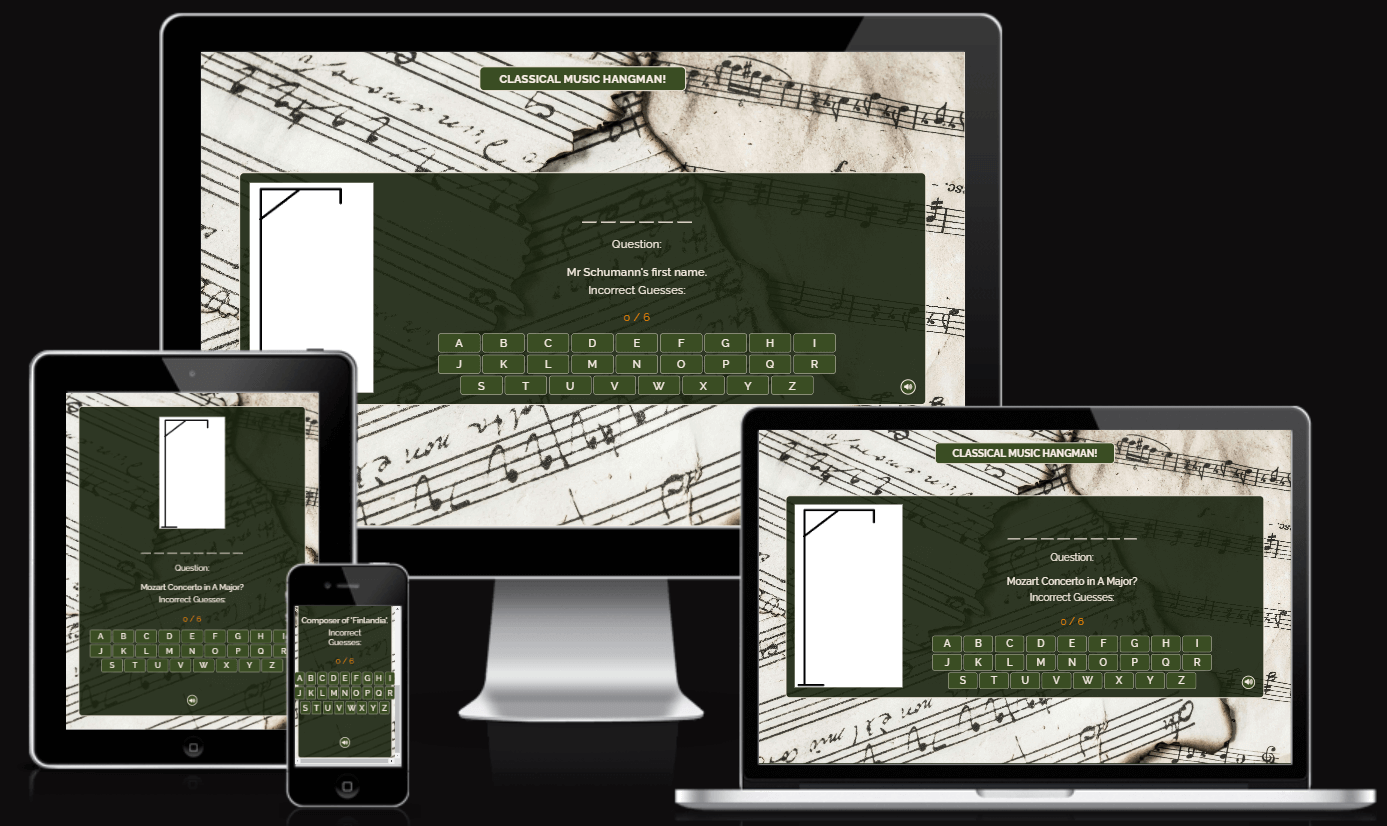 CLASSICAL MUSIC HANGMAN!
_ _ _ _ _ _
Question:
Mr Schumann's first name.
Incorrect Guesses:
0 / 6
A B C D E F G H I
J K L M N O P Q R
S T U V W X Y Z
_ _ _ _ _ _ _ _
Question:
Mozart Concerto in A Major?
Incorrect Guesses:
0 / 6
A B C D E F G H I
J K L M N O P Q R
S T U V W X Y Z
Composer of 'Finlandia'.
Incorrect
Guesses:
0 / 6
A B C D E F G H I
J K L M N O P Q R
S T U V W X Y Z
CLASSICAL MUSIC HANGMAN!
_ _ _ _ _ _ _ _
Question:
Mozart Concerto in A Major?
Incorrect Guesses:
0 / 6
A B C D E F G H I
J K L M N O P Q R
S T U V W X Y Z